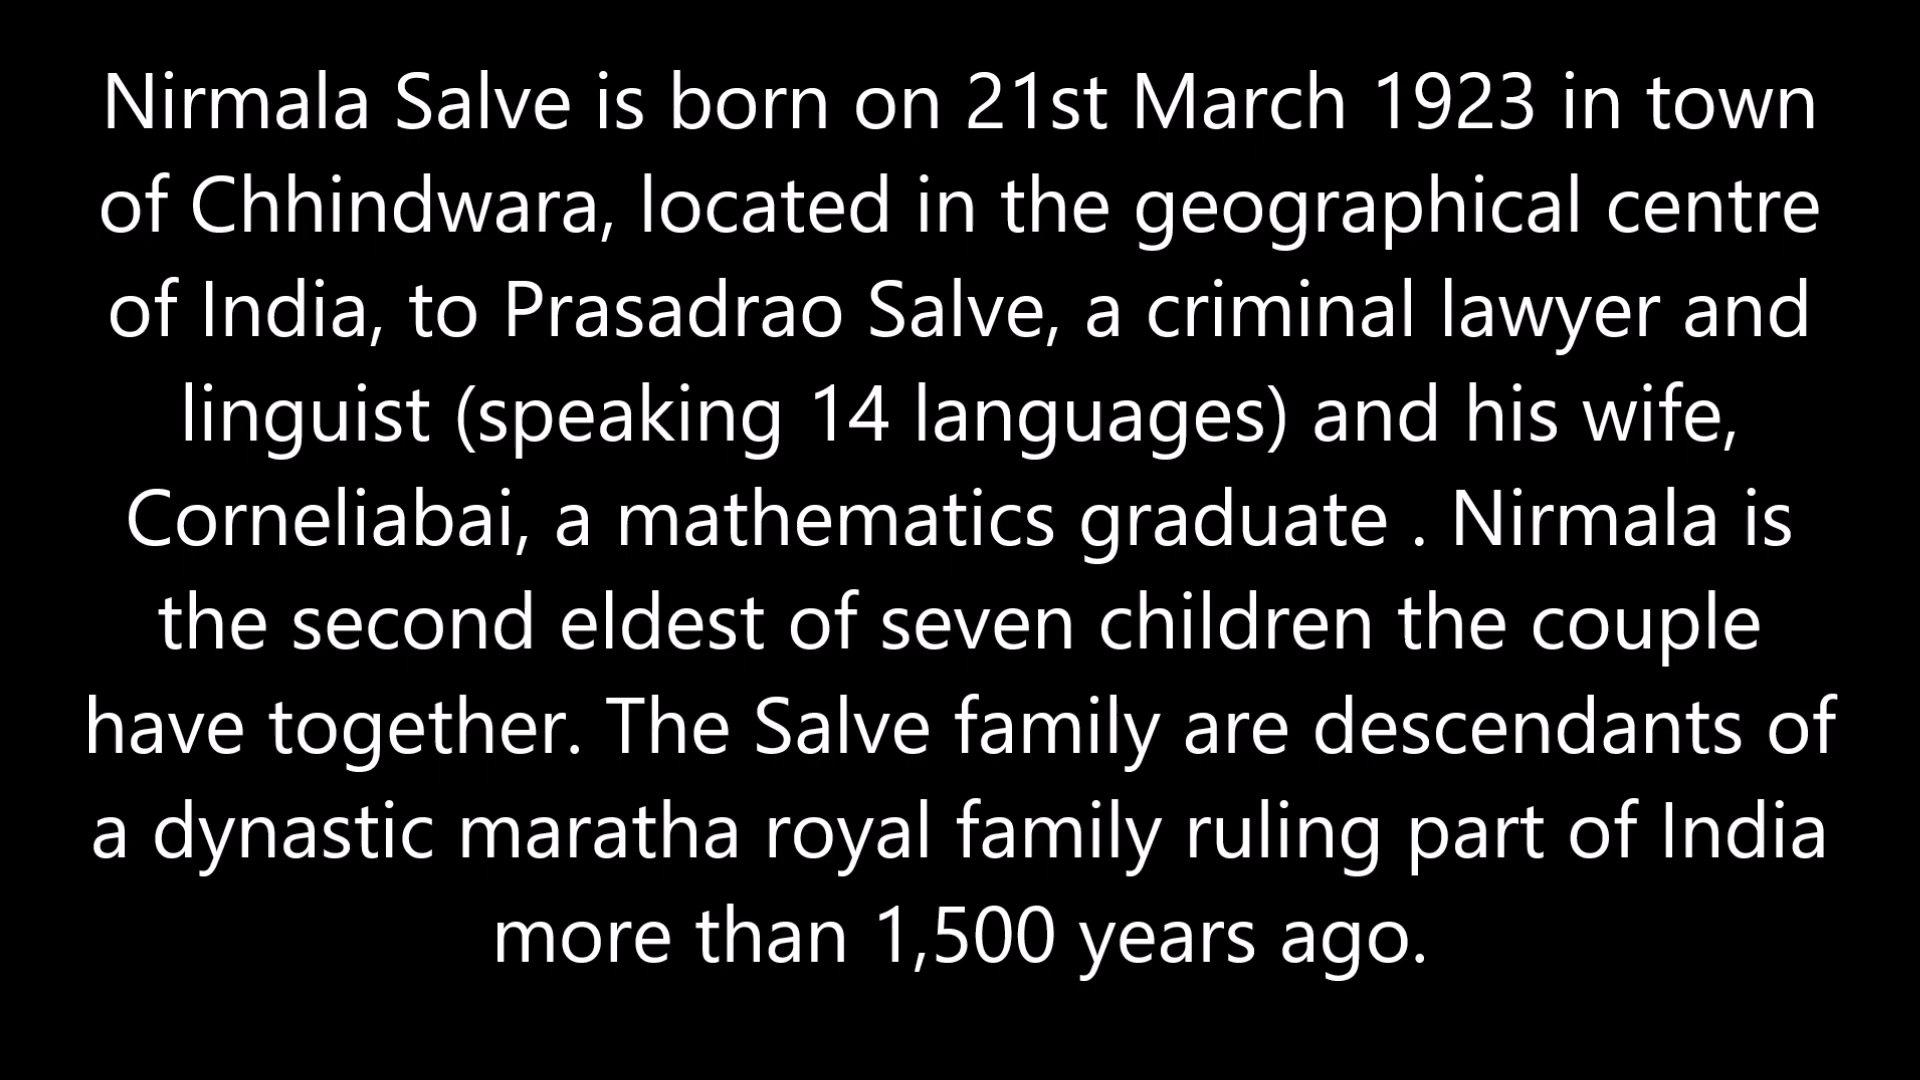 Nirmala Salve is born on 21st March 1923 in town
of Chhindwara, located in the geographical centre
of India, to Prasadrao Salve, a criminal lawyer and
linguist (speaking 14 languages) and his wife,
Corneliabai, a mathematics graduate . Nirmala is
the second eldest of seven children the couple
have together. The Salve family are descendants of
a dynastic maratha royal family ruling part of India
more than 1,500 years ago.